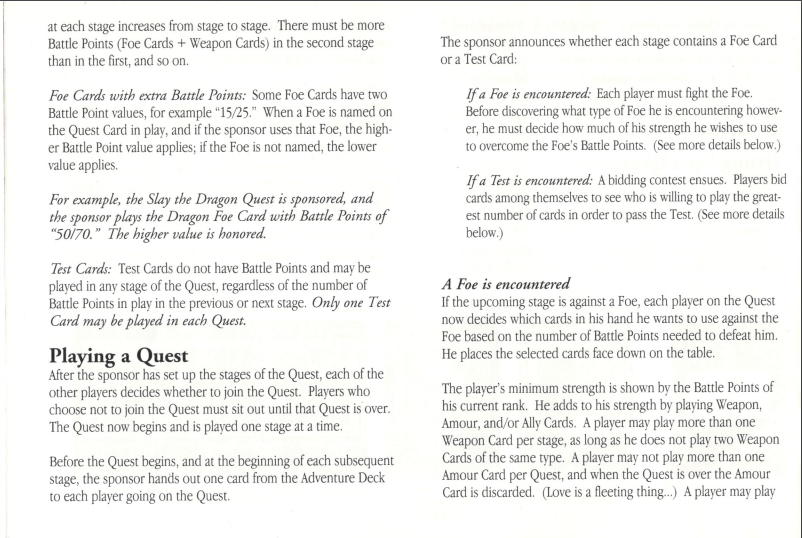 at each stage increases from stage to stage. There must be more
Battle Points (Foe Cards + Weapon Cards) in the second stage
than in the first, and so on.
Foe Cards with extra Battle Points: Some Foe Cards have two
Battle Point values, for example “15/25.” When a Foe is named on
the Quest Card in play, and if the sponsor uses that Foe, the high-
er Battle Point value applies; if the Foe is not named, the lower
value applies.
For example, the Slay the Dragon Quest is sponsored, and
the sponsor plays the Dragon Foe Card with Battle Points of
“50/70.” The higher value is honored.
Test Cards: Test Cards do not have Battle Points and may be
played in any stage of the Quest, regardless of the number of
Battle Points in play in the previous or next stage. Only one Test
Card may be played in each Quest.
Playing a Quest
After the sponsor has set up the stages of the Quest, each of the
other players decides whether to join the Quest. Players who
choose not to join the Quest must sit out until that Quest is over.
The Quest now begins and is played one stage at a time.
Before the Quest begins, and at the beginning of each subsequent
stage, the sponsor hands out one card from the Adventure Deck
to each player going on the Quest.
The sponsor announces whether each stage contains a Foe Card
or a Test Card:
If a Foe is encountered: Each player must fight the Foe.
Before discovering what type of Foe he is encountering howev-
er, he must decide how much of his strength he wishes to use
to overcome the Foe's Battle Points. (See more details below.)
If a Test is encountered: A bidding contest ensues. Players bid
cards among themselves to see who is willing to play the great-
est number of cards in order to pass the Test. (See more details
below.)
A Foe is encountered
If the upcoming stage is against a Foe, each player on the Quest
now decides which cards in his hand he wants to use against the
Foe based on the number of Battle Points needed to defeat him.
He places the selected cards face down on the table.
The player's minimum strength is shown by the Battle Points of
his current rank. He adds to his strength by playing Weapon,
Amour, and/or Ally Cards. A player may play more than one
Weapon Card per stage, as long as he does not play two Weapon
Cards of the same type. A player may not play more than one
Amour Card per Quest, and when the Quest is over the Amour
Card is discarded. (Love is a fleeting thing...) A player may play